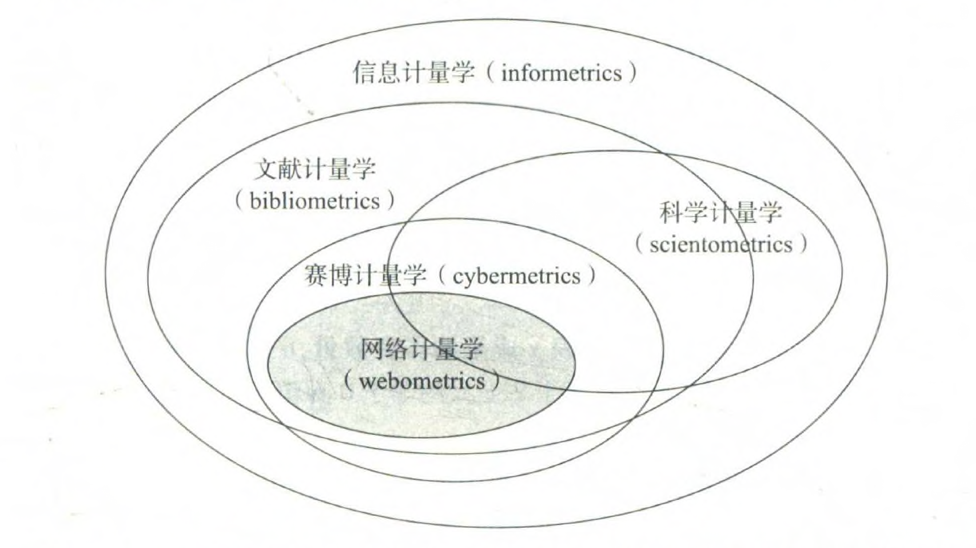 信息计量学（informetrics）
文献计量学
（bibliometrics）
科学计量学
（scientometrics）
赛博计量学（cybermetrics）
网络计量学
（webometrics）